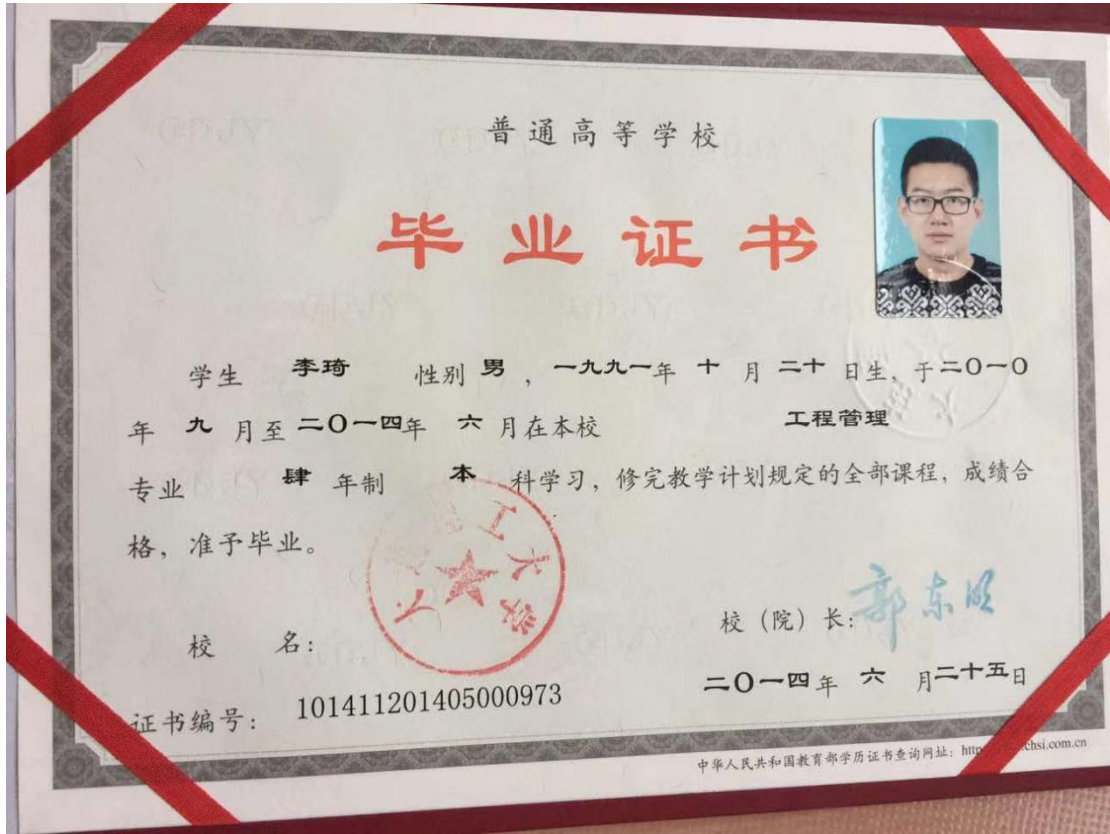 普通高等学校
毕业证书
学生 李琦 性别 男，一九九一年 十 月 二十 日生，于二〇一〇
年 九 月至 二〇一四年 六 月在本校 工程管理
专业 肆 年制 本 科学习，修完教学计划规定的全部课程，成绩合
格，准予毕业。
工大学
校 名：
校（院）长：郭东明
证书编号：101411201405000973
二〇一四年 六 月二十五日
中华人民共和国教育部学历证书查询网址：http chsi.com.cn